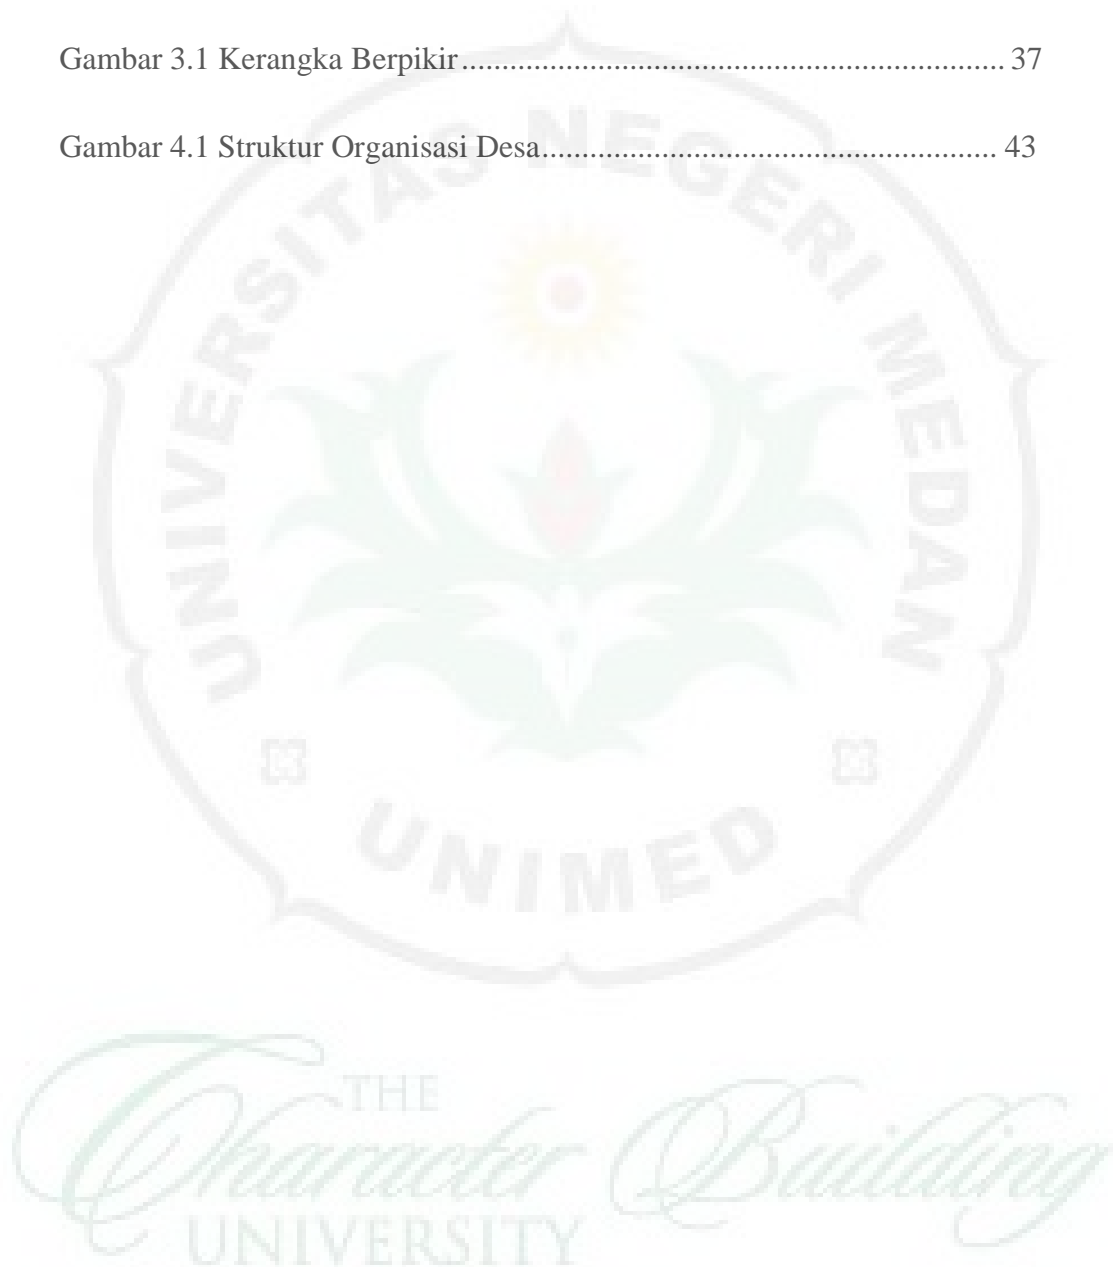 Gambar 3.1 Kerangka Berpikir.................................................................... 37
Gambar 4.1 Struktur Organisasi Desa......................................................... 43
UNIVERSITAS NEGERI MEDAN
UNIMED
THE
Character Building
UNIVERSITY